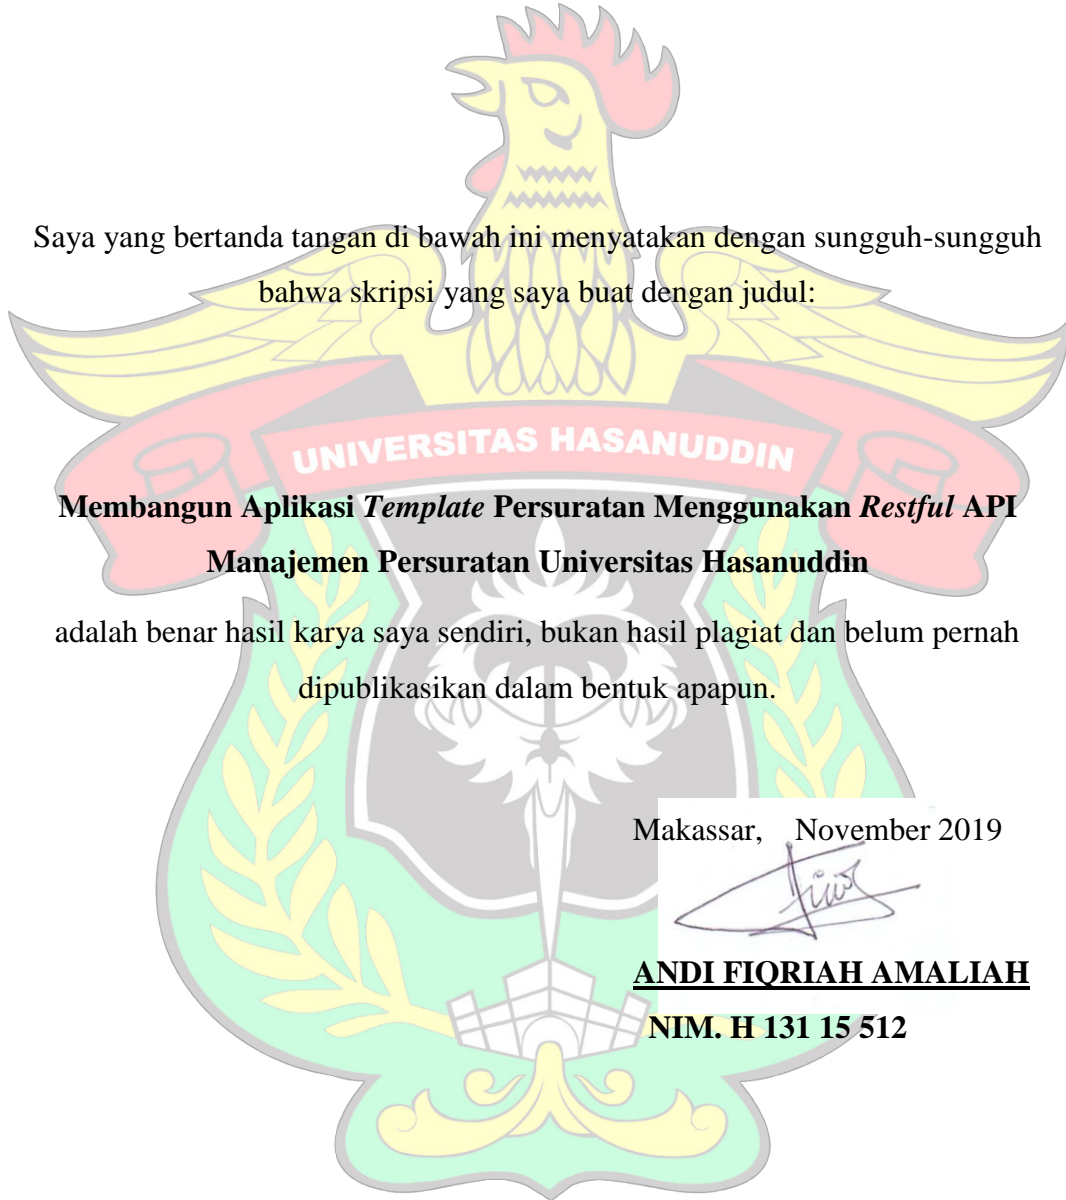 Saya yang bertanda tangan di bawah ini menyatakan dengan sungguh-sungguh
bahwa skripsi yang saya buat dengan judul:
UNIVERSITAS HASANUDDIN
Membangun Aplikasi Template Persuratan Menggunakan Restful API
Manajemen Persuratan Universitas Hasanuddin
adalah benar hasil karya saya sendiri, bukan hasil plagiat dan belum pernah
dipublikasikan dalam bentuk apapun.
Makassar, November 2019
ANDI FIQRIAH AMALIAH
NIM. H 131 15 512